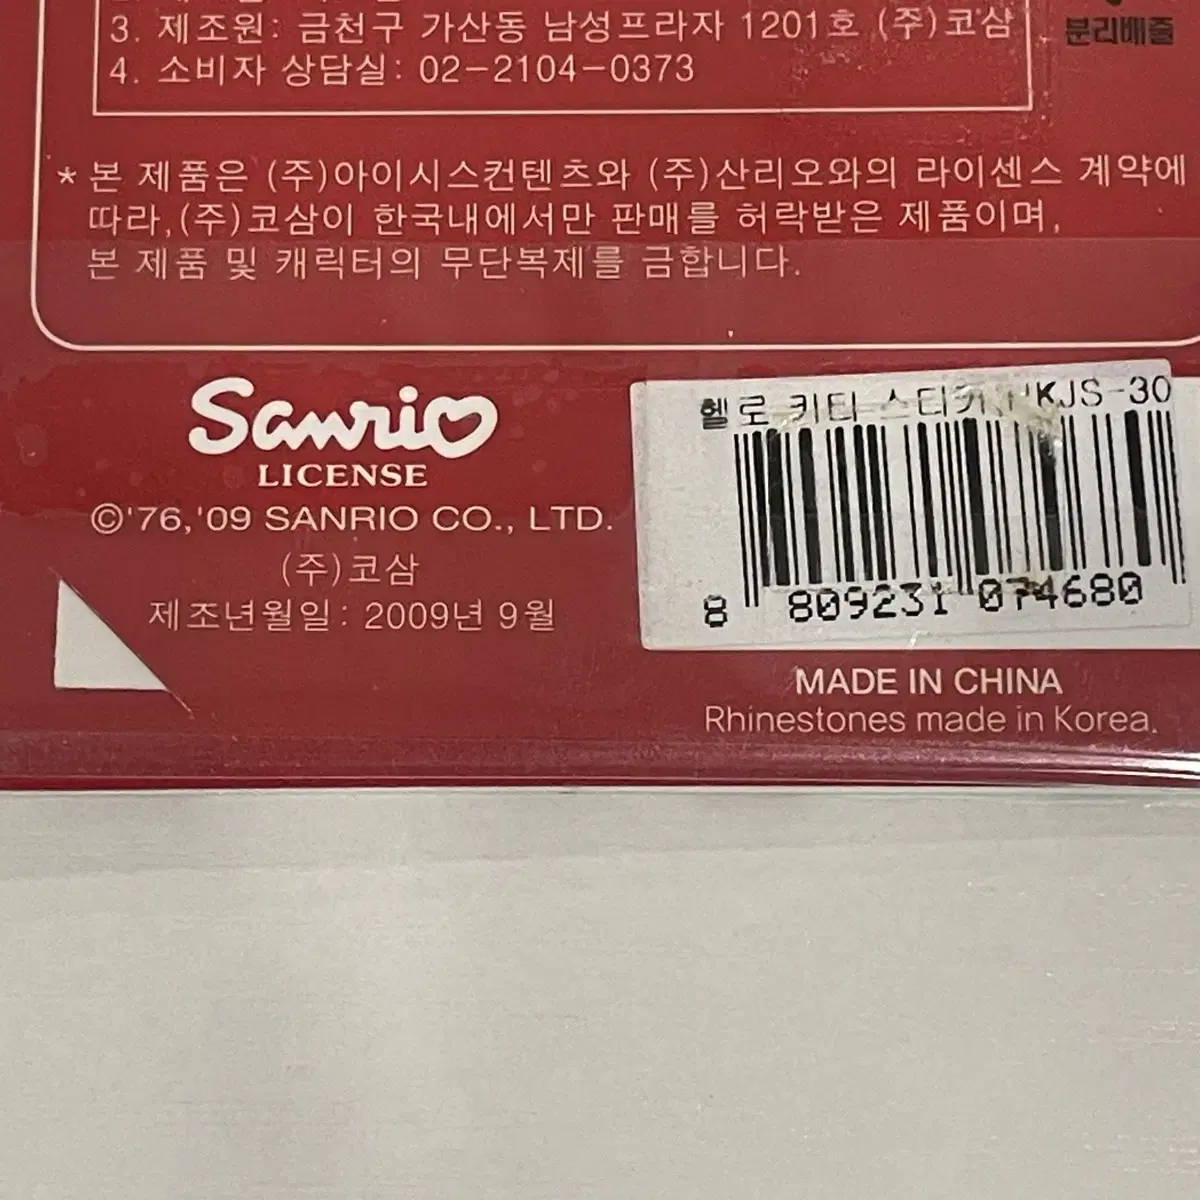 3. 제조원: 금천구 가산동 남성프라자 1201호 (주)코삼
4. 소비자 상담실: 02-2104-0373
분리배출
* 본 제품은 (주)아이시스컨텐츠와 (주)산리오와의 라이센스 계약에
따라,(주)코삼이 한국내에서만 판매를 허락받은 제품이며,
본 제품 및 캐릭터의 무단복제를 금합니다.
Sanrio
LICENSE
©'76,'09 SANRIO CO., LTD.
(주)코삼
제조년월일: 2009년 9월
헬로 키티 스티커 KJS-30
8 809231 074680
MADE IN CHINA
Rhinestones made in Korea.